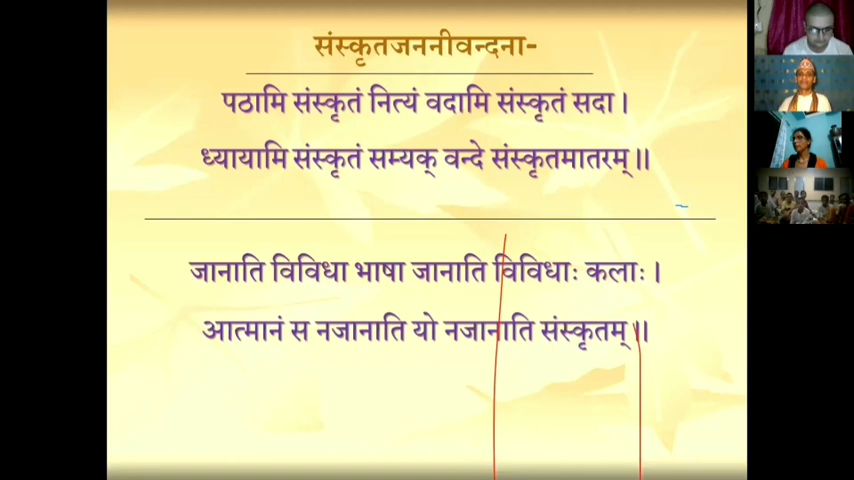 संस्कृतजननीवन्दना-
पठामि संस्कृतं नित्यं वदामि संस्कृतं सदा ।
ध्यायामि संस्कृतं सम्यक् वन्दे संस्कृतमातरम् ॥
जानाति विविधा भाषा जानाति विविधाः कलाः ।
आत्मानं स नजानाति यो नजानाति संस्कृतम् ॥